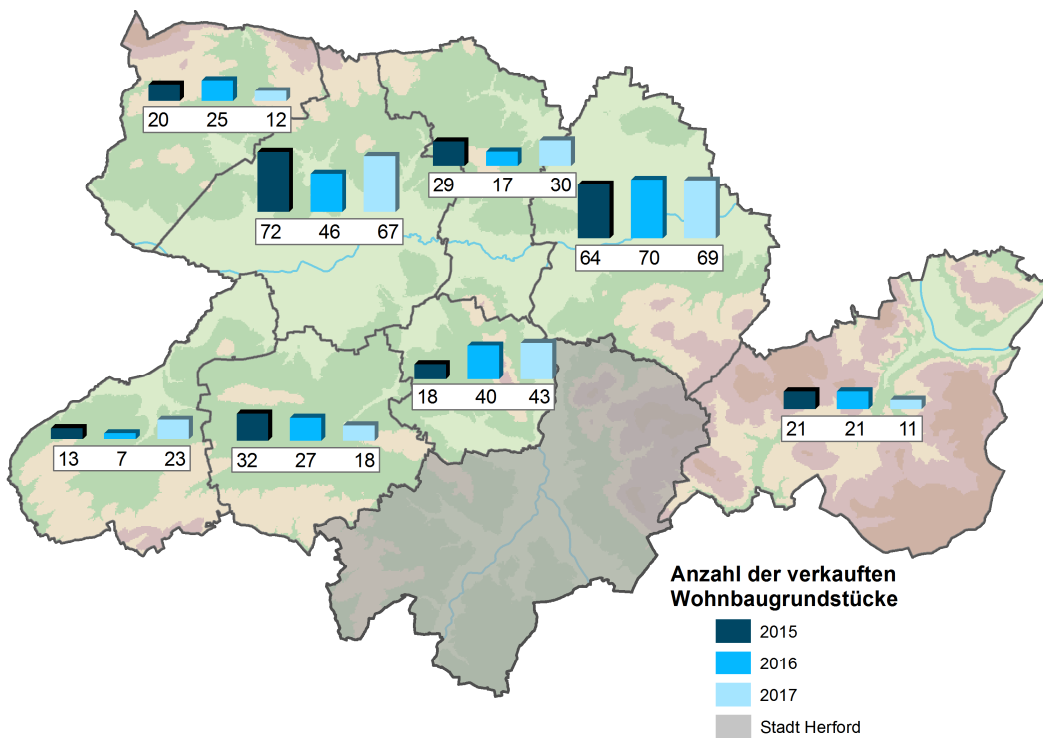 20 25 12
29 17 30
72 46 67
64 70 69
18 40 43
21 21 11
13 7 23
32 27 18
Anzahl der verkauften
Wohnbaugrundstücke
2015
2016
2017
Stadt Herford